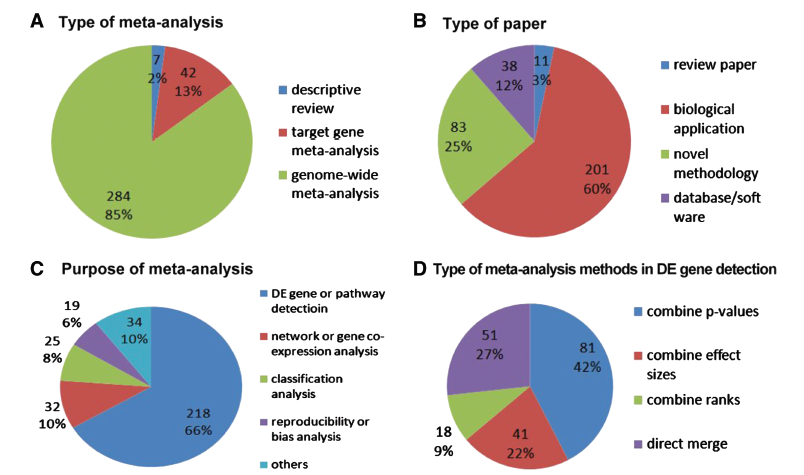 A Type of meta-analysis
7
2%
42
13%
284
85%
descriptive
review
target gene
meta-analysis
genome-wide
meta-analysis
B Type of paper
11
3%
38
12%
83
25%
201
60%
review paper
biological
application
novel
methodology
database/soft
ware
C Purpose of meta-analysis
19
6%
34
10%
25
8%
32
10%
218
66%
DE gene or pathway
detectioin
network or gene co-
expression analysis
classification
analysis
reproducibility or
bias analysis
others
D Type of meta-analysis methods in DE gene detection
51
27%
81
42%
18
9%
41
22%
combine p-values
combine effect
sizes
combine ranks
direct merge